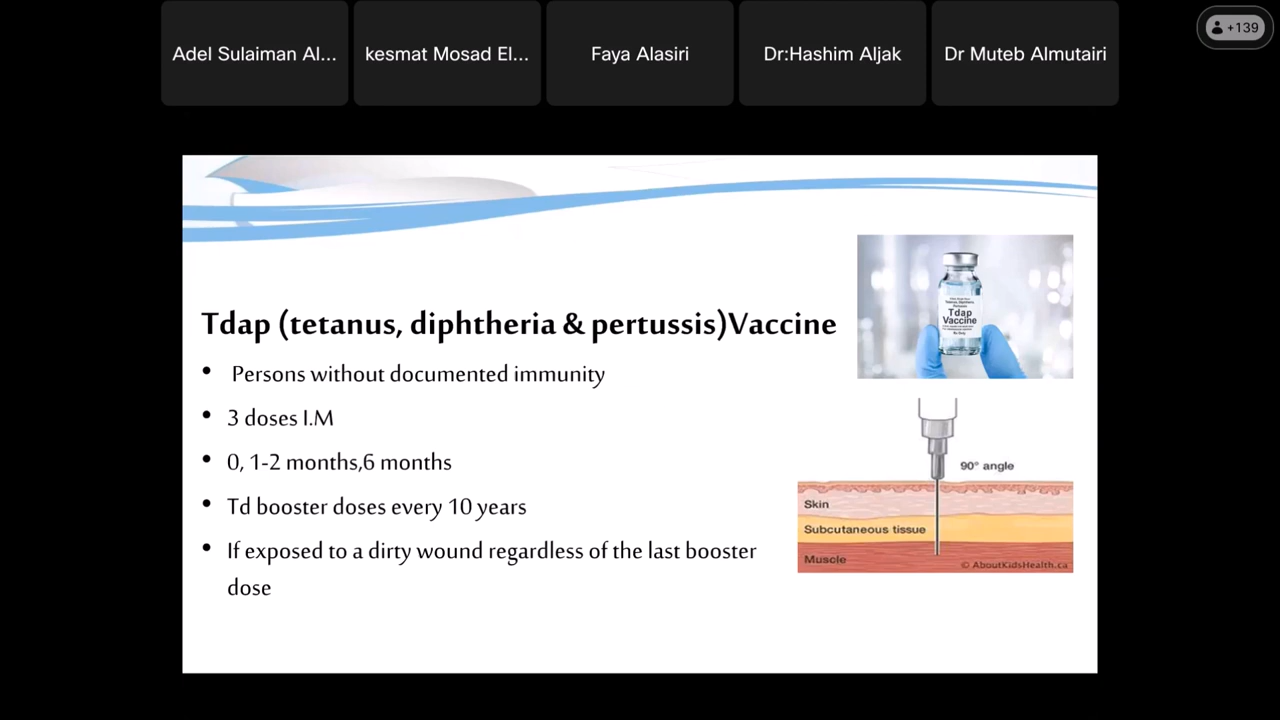 Adel Sulaiman Al...
kesmat Mosad El...
Faya Alasiri
Dr:Hashim Aljak
Dr Muteb Almutairi
+139
Tdap (tetanus, diphtheria & pertussis)Vaccine
• Persons without documented immunity
• 3 doses I.M
• 0, 1-2 months,6 months
• Td booster doses every 10 years
• If exposed to a dirty wound regardless of the last booster
dose
Tetanus, Diphtheria,
Pertussis
Tdap
Vaccine
90° angle
Skin
Subcutaneous tissue
Muscle
© AboutKidsHealth.ca